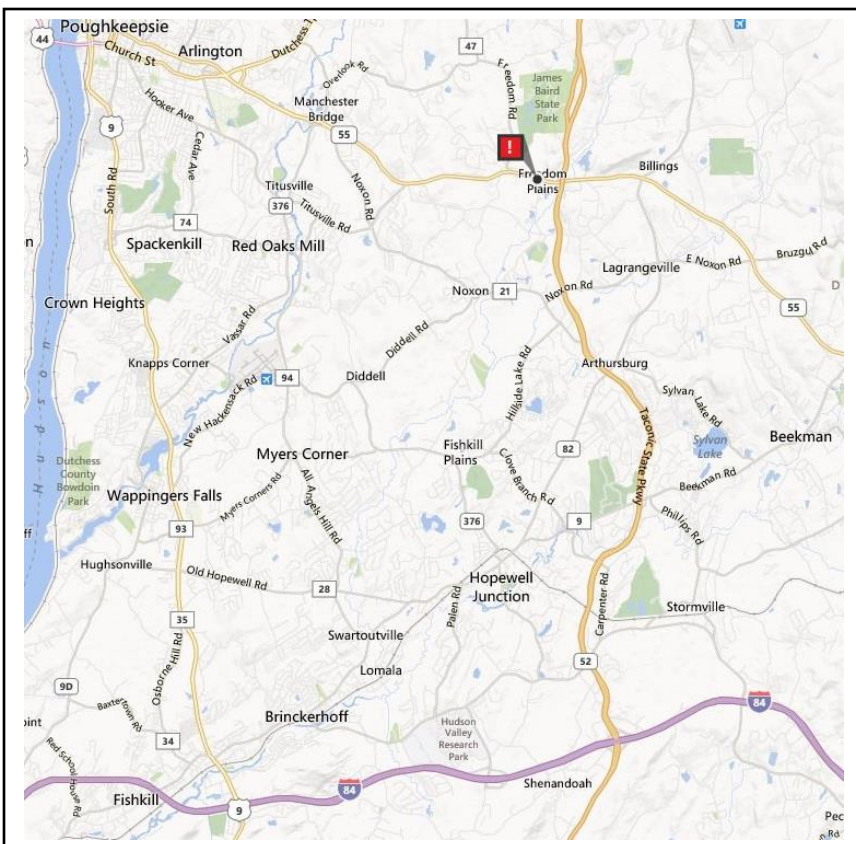 Poughkeepsie
44
Arlington
Church St
Dutchess T
47
Overlook Rd
Freedom Rd
James
Baird
State
Park
Hooker Ave
Manchester
Bridge
9
55
Cedar Ave
!
Freedom
Plains
Billings
South Rd
Noxon Rd
Titusville
376
Titusville Rd
74
Spackenkill
Red Oaks Mill
E Noxon Rd
Bruzgul Rd
Lagrangeville
Noxon
21
Noxon Rd
D
55
Crown Heights
Vassar Rd
Diddell Rd
Hudson
Knapps Corner
Diddell
94
New Hackensack Rd
Hillside Lake Rd
Arthursburg
Sylvan
Lake Rd
Taconic State Pkwy
Sylvan
Lake
Beekman
Myers Corner
Fishkill
Plains
82
Clove Branch Rd
Beekman Rd
Dutchess
County
Bowdoin
Park
Wappingers Falls
Myers Corners Rd
All Angels Hill Rd
Phillips Rd
93
376
9
ff
Hughsonville
Old Hopewell Rd
28
Hopewell
Junction
Palen Rd
Carpenter Rd
Stormville
35
Swartoutville
Osborne Hill Rd
Lomala
52
9D
Baxtertown Rd
Brinckerhoff
84
oint
34
Hudson
Valley
Research
Park
Red School House Rd
Fishkill
84
9
Shenandoah
Pec
Rd